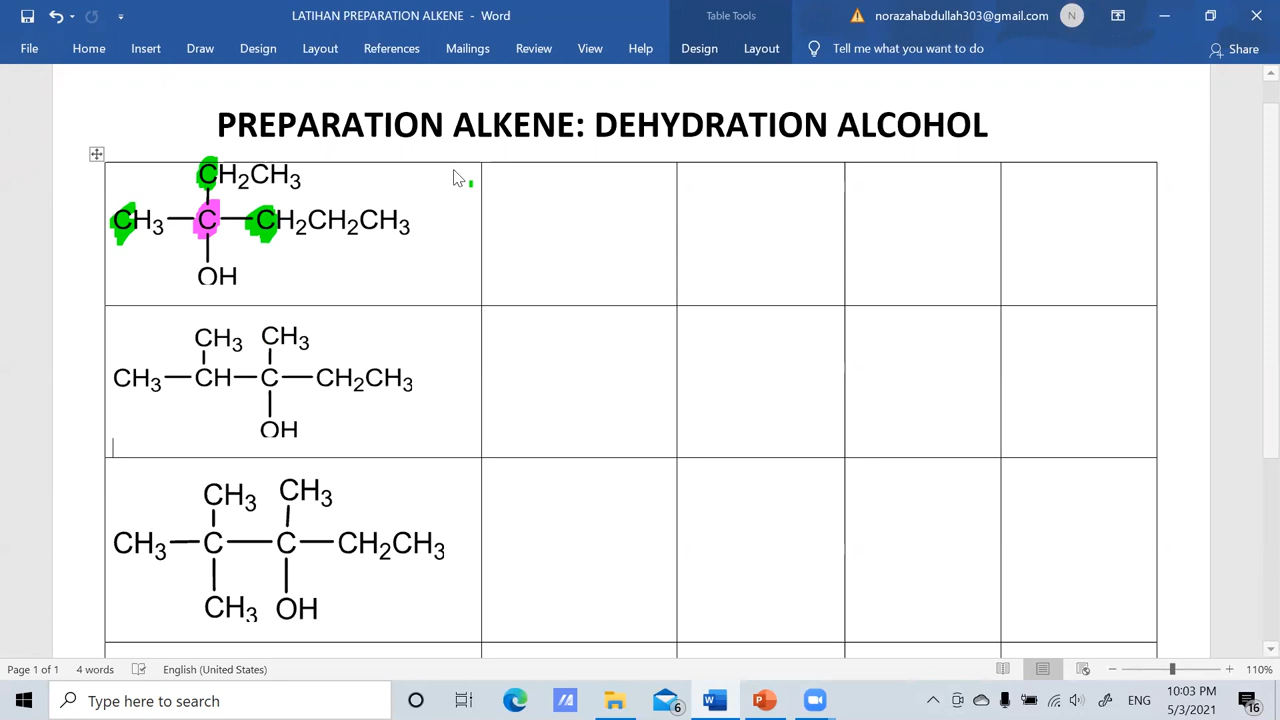 LATIHAN PREPARATION ALKENE - Word
Table Tools
norazahabdullah303@gmail.com N
File Home Insert Draw Design Layout References Mailings Review View Help Design Layout Tell me what you want to do Share
PREPARATION ALKENE: DEHYDRATION ALCOHOL
CH2CH3
CH3 C CH2CH2CH3
OH
CH3 CH3
CH3 CH C CH2CH3
OH
CH3 CH3
CH3 C C CH2CH3
CH3 OH
Page 1 of 1 4 words English (United States) 110%
Type here to search 6 ENG 10:03 PM
5/3/2021 16